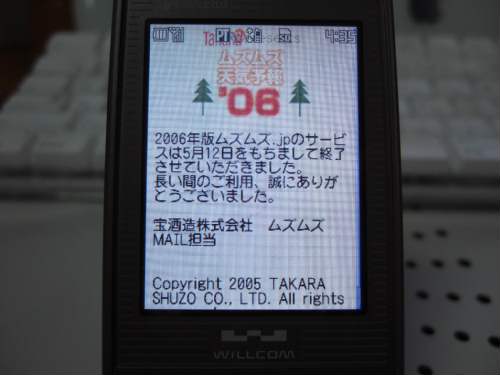 4:35
ムズムズ
天気予報
'06
2006年版ムズムズ.jpのサービ
スは5月12日をもちまして終了
させていただきました。
長い間のご利用、誠にありが
とうございました。
宝酒造株式会社 ムズムズ
MAIL担当
Copyright 2005 TAKARA
SHUZO CO., LTD. All rights
WILLCOM